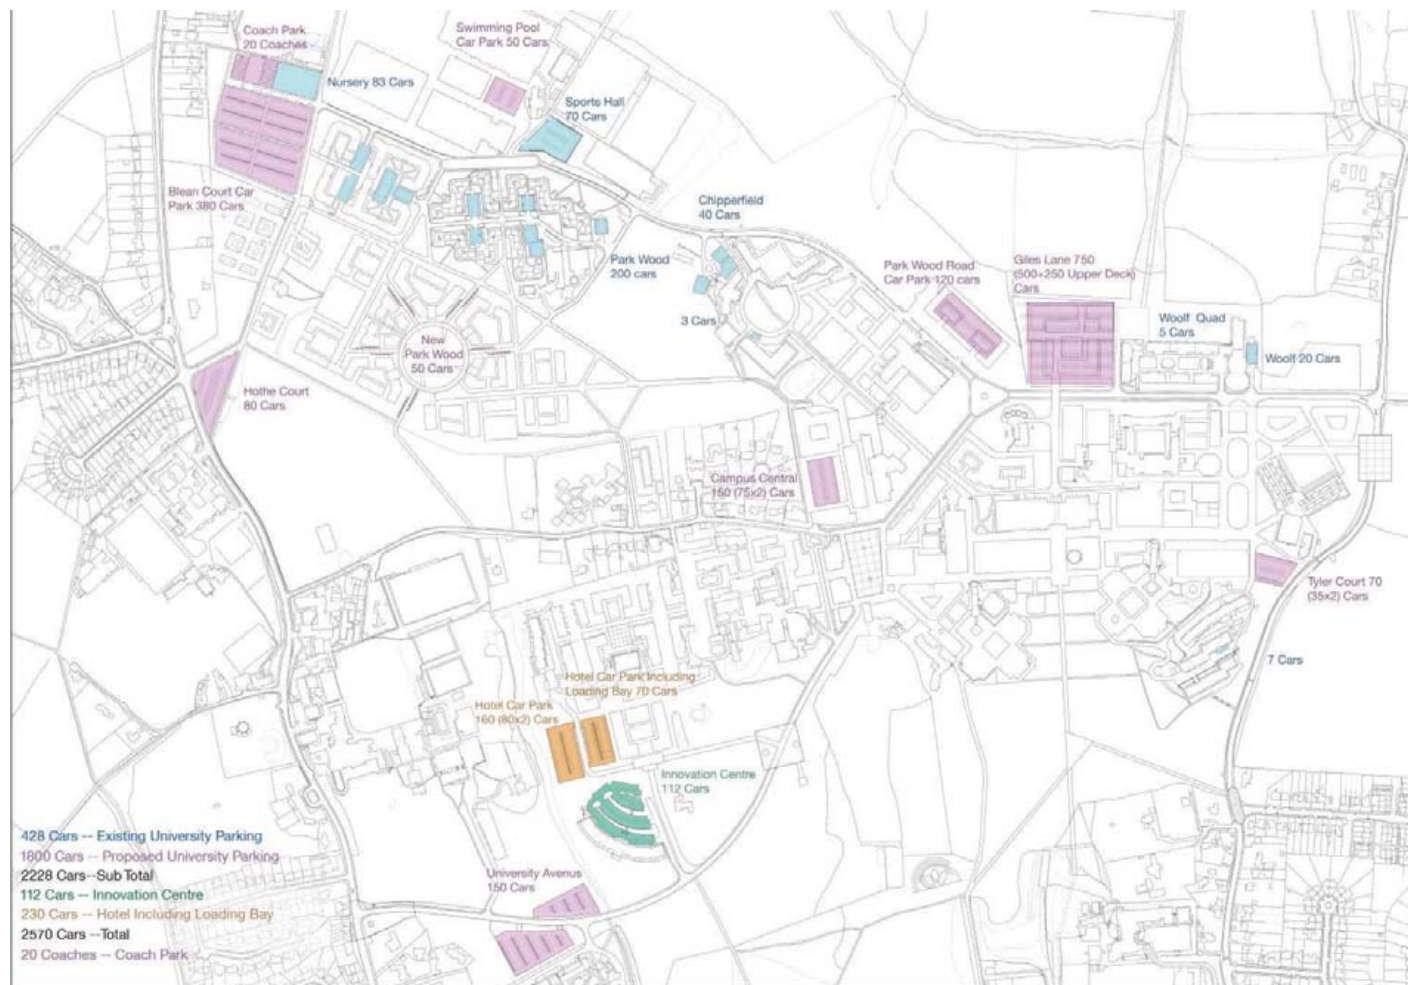 Coach Park
20 Coaches
Swimming Pool
Car Park 50 Cars
Nursery 83 Cars
Sports Hall
70 Cars
Blean Court Car
Park 380 Cars
Chipperfield
40 Cars
Park Wood
200 cars
Park Wood Road
Car Park 120 cars
Giles Lane 750
(500+250 Upper Deck)
Cars
3 Cars
Woolf Quad
5 Cars
Woolf 20 Cars
New
Park Wood
50 Cars
Hothe Court
80 Cars
Campus Central
150 (75x2) Cars
Tyler Court 70
(35x2) Cars
7 Cars
Hotel Car Park Including
Loading Bay 70 Cars
Hotel Car Park
160 (80x2) Cars
Innovation Centre
112 Cars
University Avenus
150 Cars
428 Cars -- Existing University Parking
1800 Cars -- Proposed University Parking
2228 Cars--Sub Total
112 Cars -- Innovation Centre
230 Cars -- Hotel Including Loading Bay
2570 Cars --Total
20 Coaches -- Coach Park